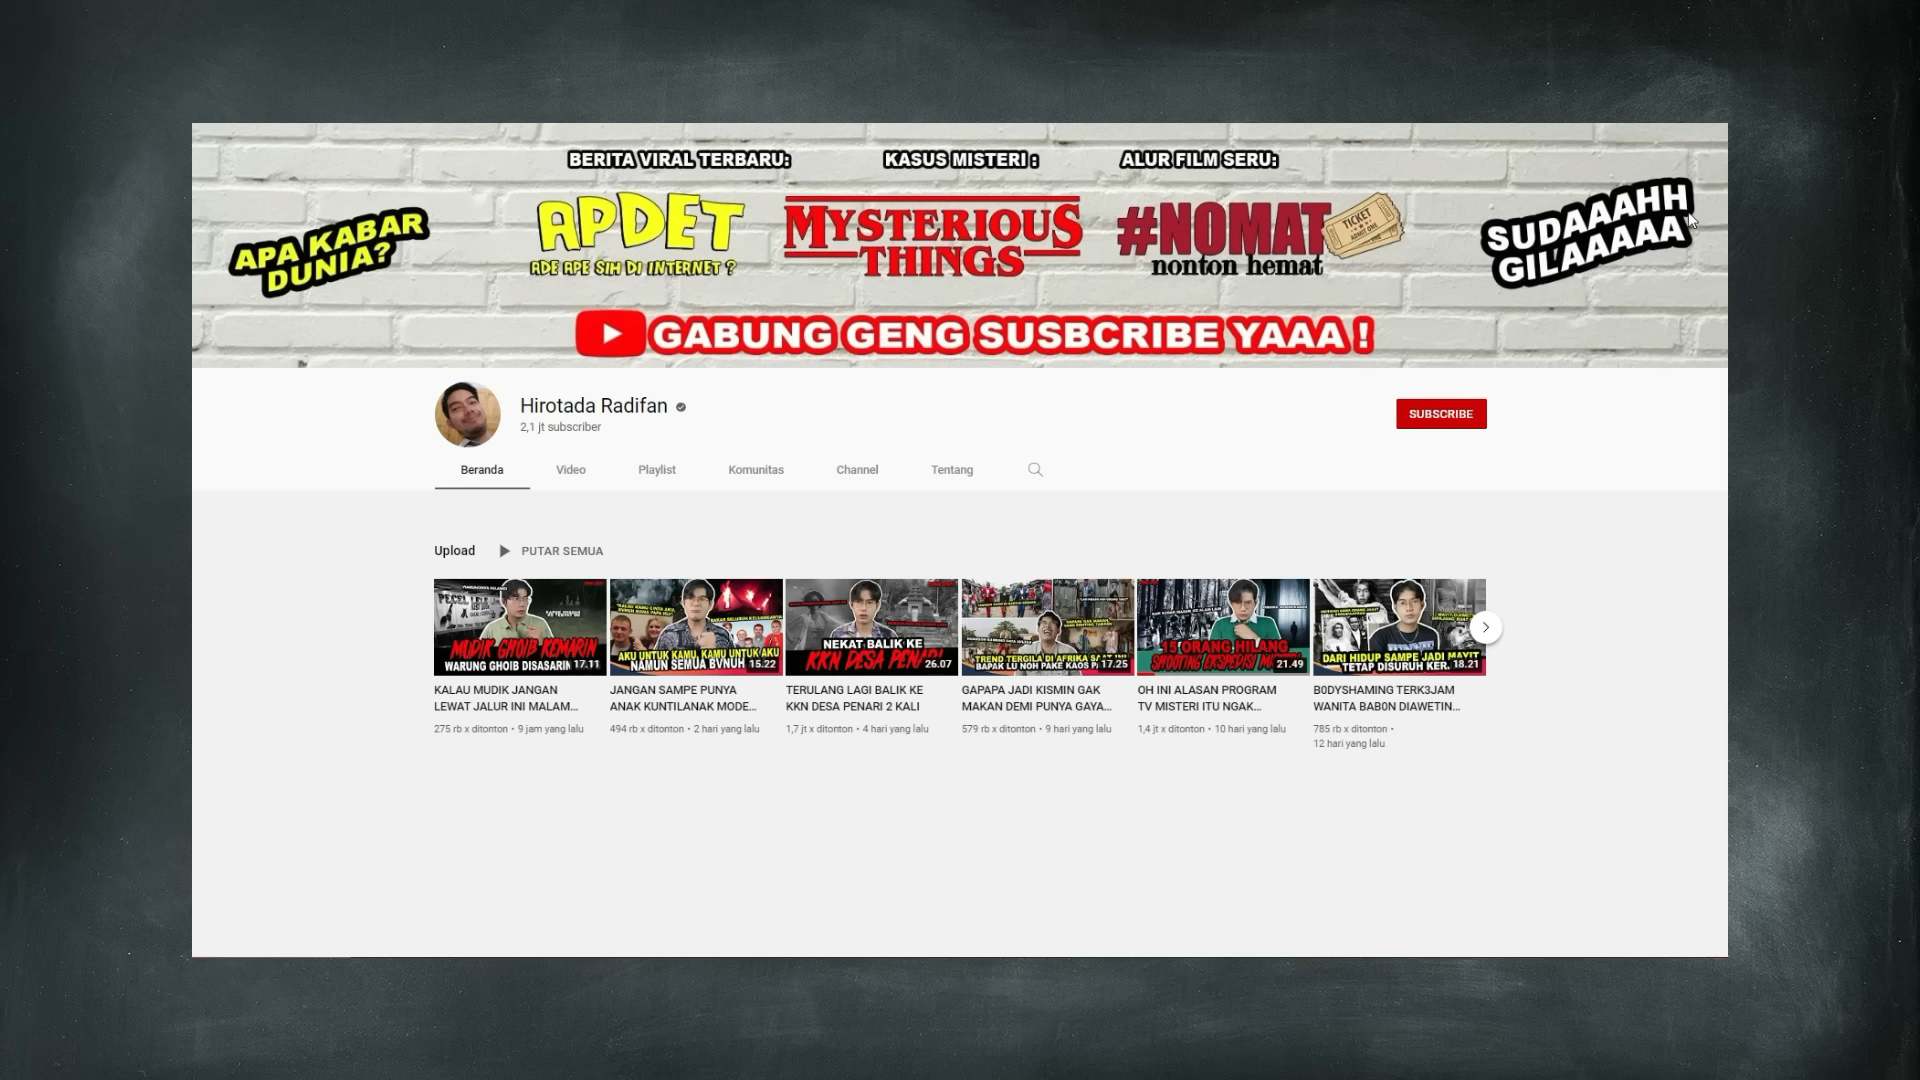 BERITA VIRAL TERBARU:
KASUS MISTERI :
ALUR FILM SERU:
APA KABAR
DUNIA?
APDET
ADE APE SIH DI INTERNET ?
MYSTERIOUS
THINGS
#NOMAT
nonton hemat
TICKET
ADMIT ONE
SUDAAAHH
GILAAAAA
GABUNG GENG SUSBCRIBE YAAA !
Hirotada Radifan
2,1 jt subscriber
SUBSCRIBE
Beranda
Video
Playlist
Komunitas
Channel
Tentang
Upload
PUTAR SEMUA
PECEL LELE
MUDIK GHOIB KEMARIN
WARUNG GHOIB DISASARIN
17.11
KALAU MUDIK JANGAN
LEWAT JALUR INI MALAM...
275 rb x ditonton • 9 jam yang lalu
AKU UNTUK KAMU, KAMU UNTUK AKU
NAMUN SEMUA BVNUH
15.22
JANGAN SAMPE PUNYA
ANAK KUNTILANAK MODE...
494 rb x ditonton • 2 hari yang lalu
NEKAT BALIK KE
KKN DESA PENARI
26.07
TERULANG LAGI BALIK KE
KKN DESA PENARI 2 KALI
1,7 jt x ditonton • 4 hari yang lalu
TREND TERGILA DI AFRIKA SAAT INI
BAPAK LU NOH PAKE KAOS
17.25
GAPAPA JADI KISMIN GAK
MAKAN DEMI PUNYA GAYA...
579 rb x ditonton • 9 hari yang lalu
15 ORANG HILANG
SHOOTING EKSPEDISI
21.49
OH INI ALASAN PROGRAM
TV MISTERI ITU NGAK...
1,4 jt x ditonton • 10 hari yang lalu
DARI HIDUP SAMPE JADI MAYIT
TETAP DISURUH KER.
18.21
B0DYSHAMING TERK3JAM
WANITA BAB0N DIAWETIN...
785 rb x ditonton •
12 hari yang lalu